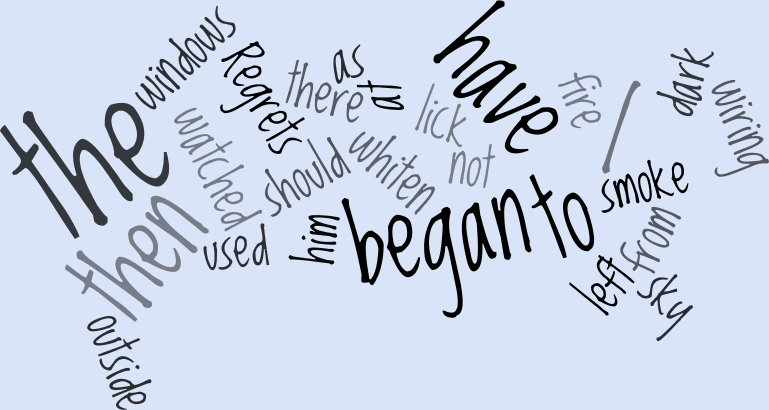 the
windows
Regrets
there
as
at
have
lick
fire
I
dark
wiring
watched
should
whiten
not
then
used
him
began
to
smoke
from
left
sky
outside